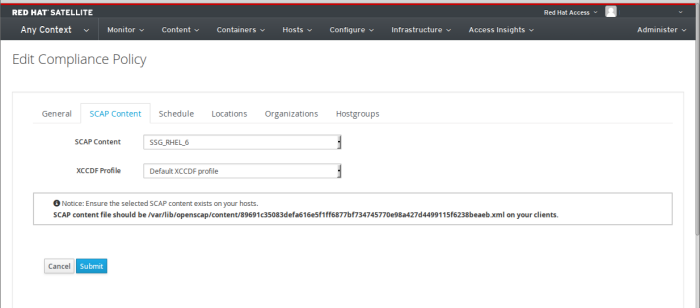 RED HAT SATELLITE
Red Hat Access
Any Context Monitor Content Containers Hosts Configure Infrastructure Access Insights Administer
Edit Compliance Policy
General SCAP Content Schedule Locations Organizations Hostgroups
SCAP Content SSG_RHEL_6
XCCDF Profile Default XCCDF profile
Notice: Ensure the selected SCAP content exists on your hosts.
SCAP content file should be /var/lib/openscap/content/89691c35083defa616e5f1ff6877bf734745770e98a427d4499115f6238beaeb.xml on your clients.
Cancel Submit